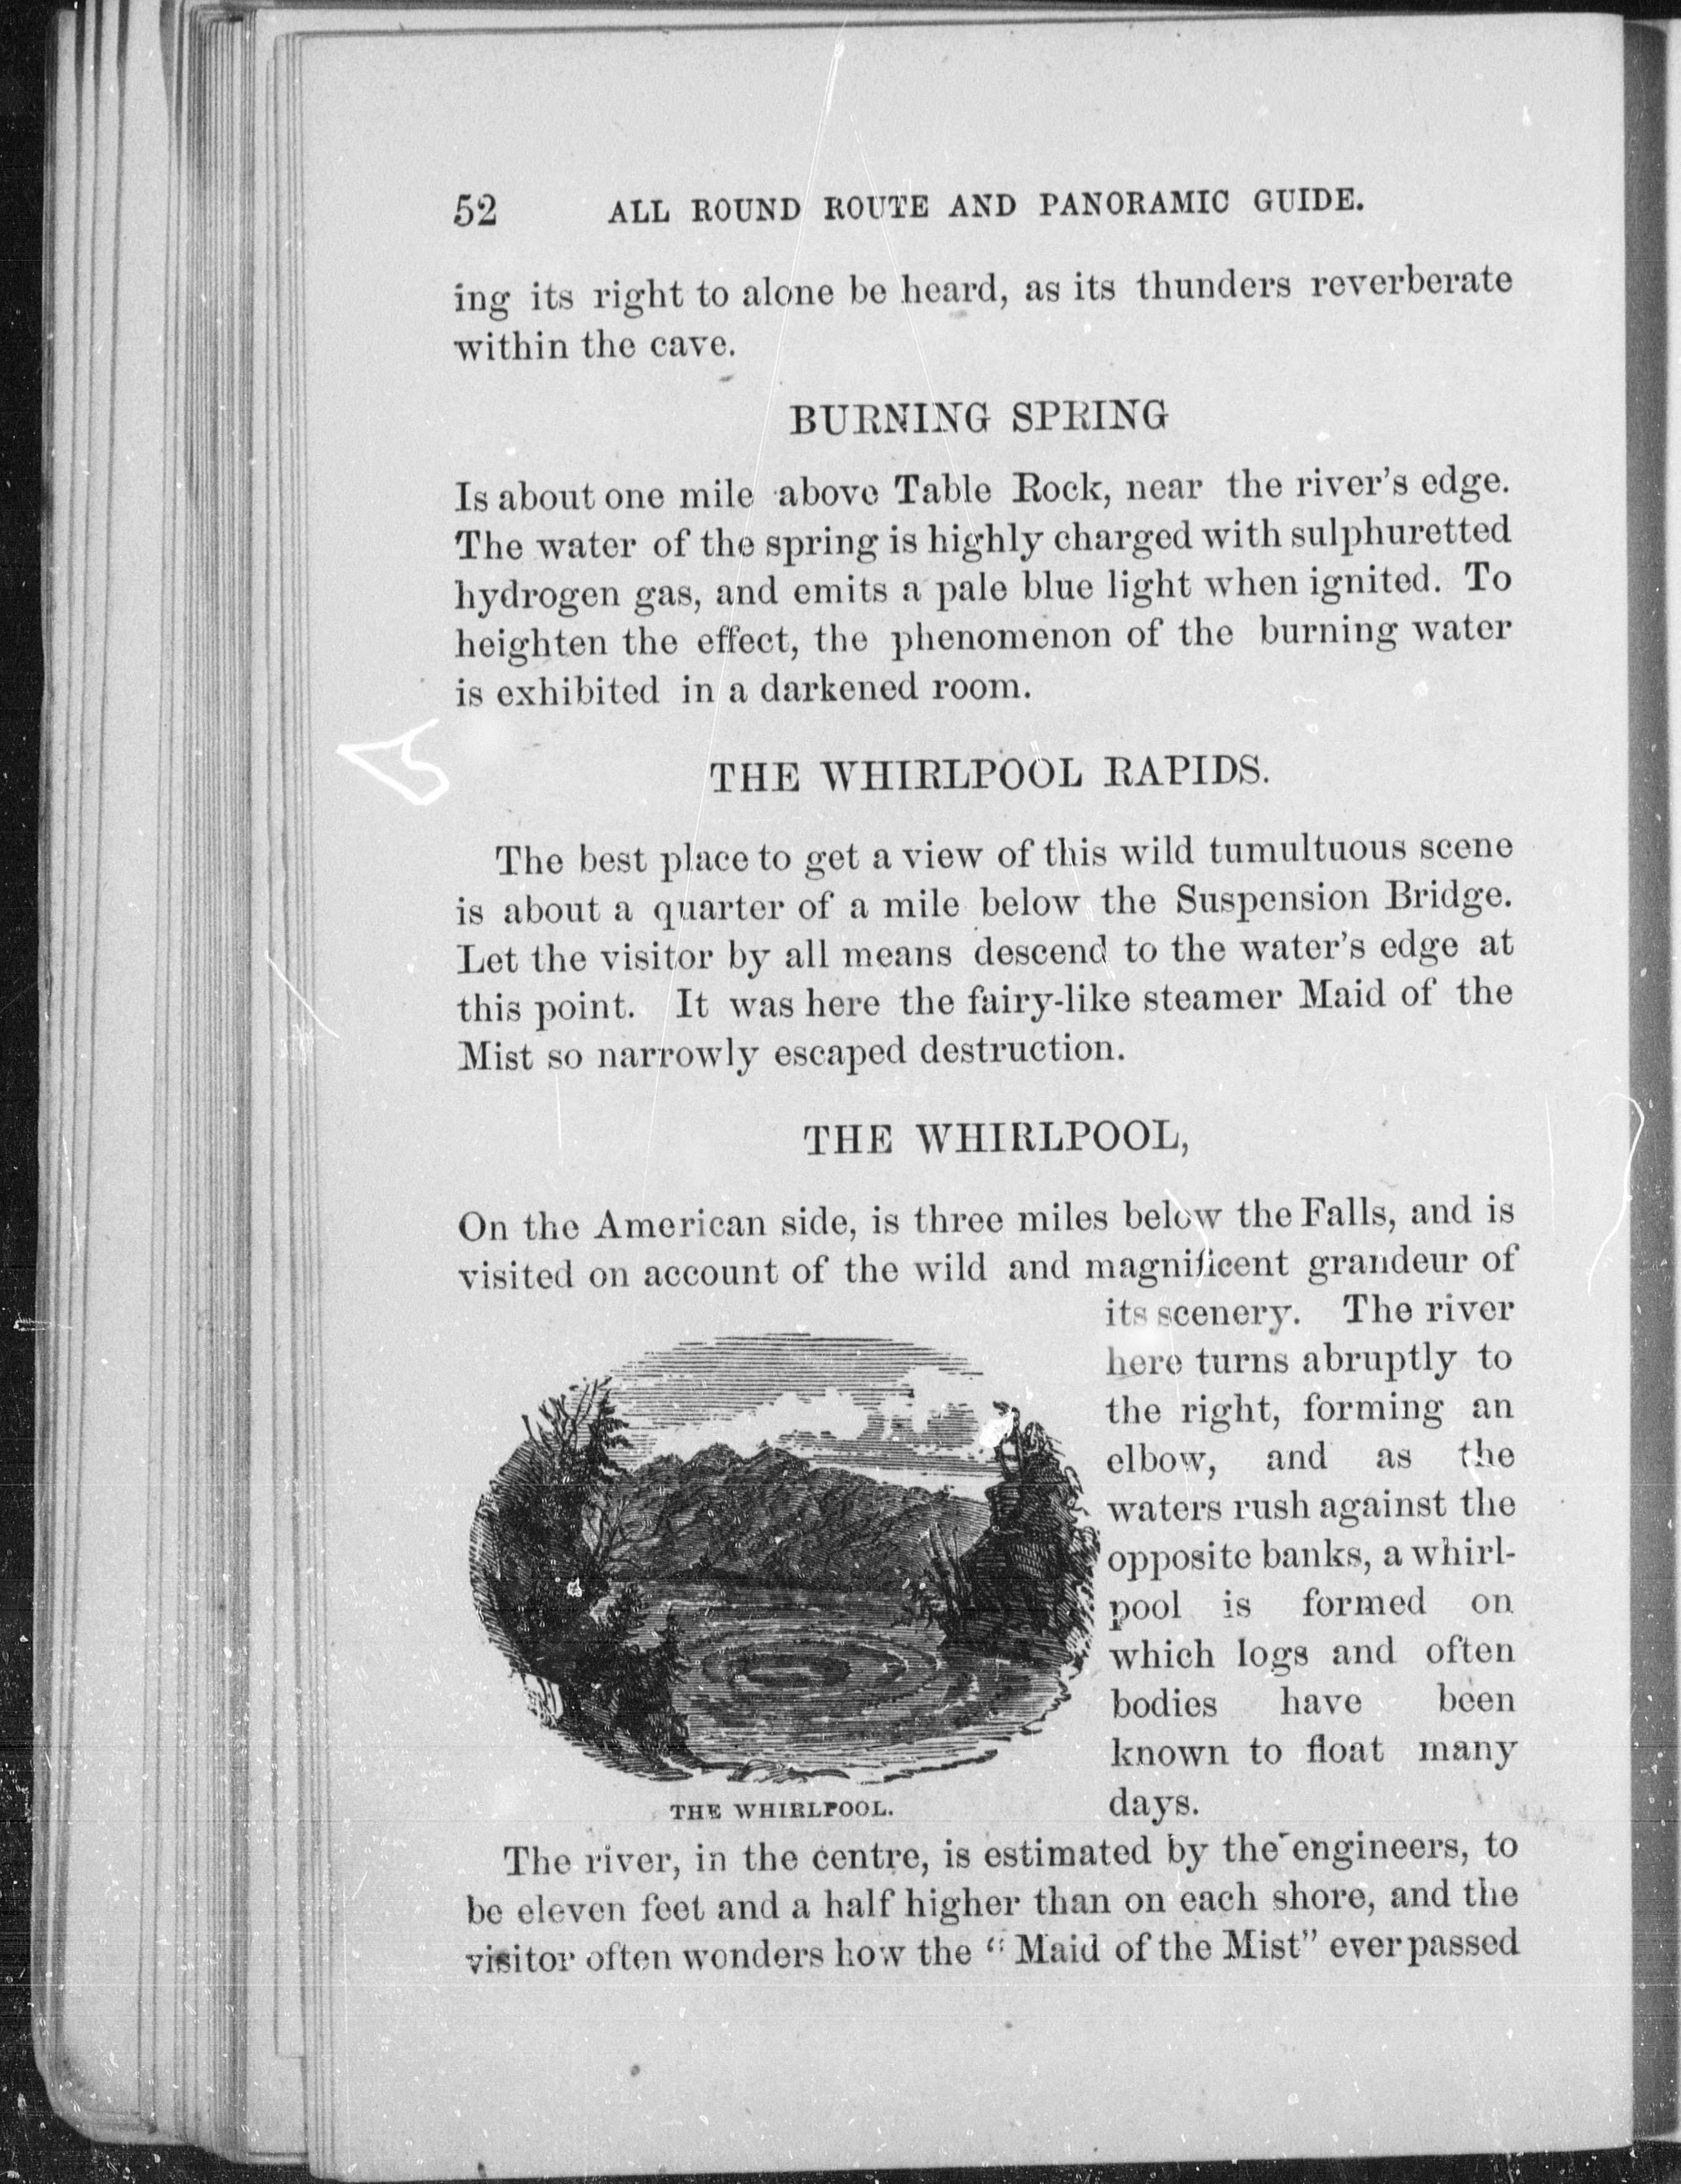 52 ALL ROUND ROUTE AND PANORAMIC GUIDE.
ing its right to alone be heard, as its thunders reverberate
within the cave.
BURNING SPRING
Is about one mile above Table Rock, near the river's edge.
The water of the spring is highly charged with sulphuretted
hydrogen gas, and emits a pale blue light when ignited. To
heighten the effect, the phenomenon of the burning water
is exhibited in a darkened room.
THE WHIRLPOOL RAPIDS.
The best place to get a view of this wild tumultuous scene
is about a quarter of a mile below the Suspension Bridge.
Let the visitor by all means descend to the water's edge at
this point. It was here the fairy-like steamer Maid of the
Mist so narrowly escaped destruction.
THE WHIRLPOOL,
On the American side, is three miles below the Falls, and is
visited on account of the wild and magnificent grandeur of
its scenery. The river
here turns abruptly to
the right, forming an
elbow, and as the
waters rush against the
opposite banks, a whirl-
pool is formed on
which logs and often
bodies have been
known to float many
days.
THE WHIRLPOOL.
The river, in the centre, is estimated by the engineers, to
be eleven feet and a half higher than on each shore, and the
visitor often wonders how the "Maid of the Mist" ever passed